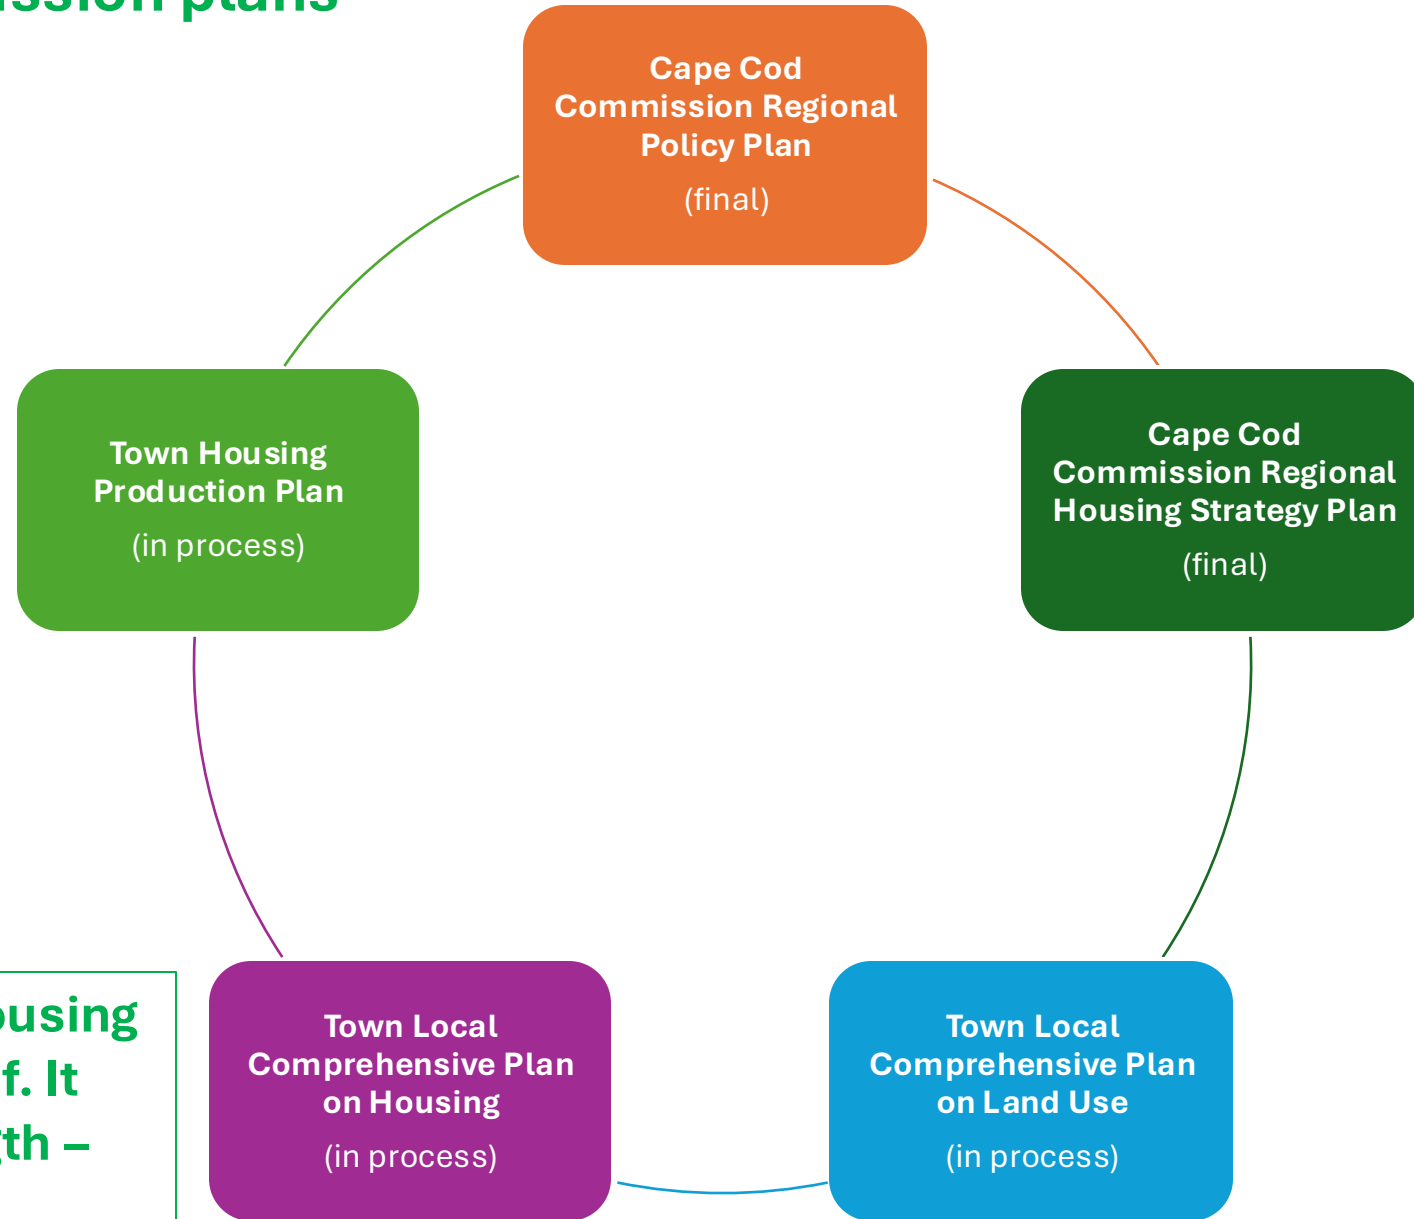 plans
Cape Cod
Commission Regional
Policy Plan
(final)
Town Housing
Production Plan
(in process)
Cape Cod
Commission Regional
Housing Strategy Plan
(final)
It
–
Town Local
Comprehensive Plan
on Housing
(in process)
Town Local
Comprehensive Plan
on Land Use
(in process)